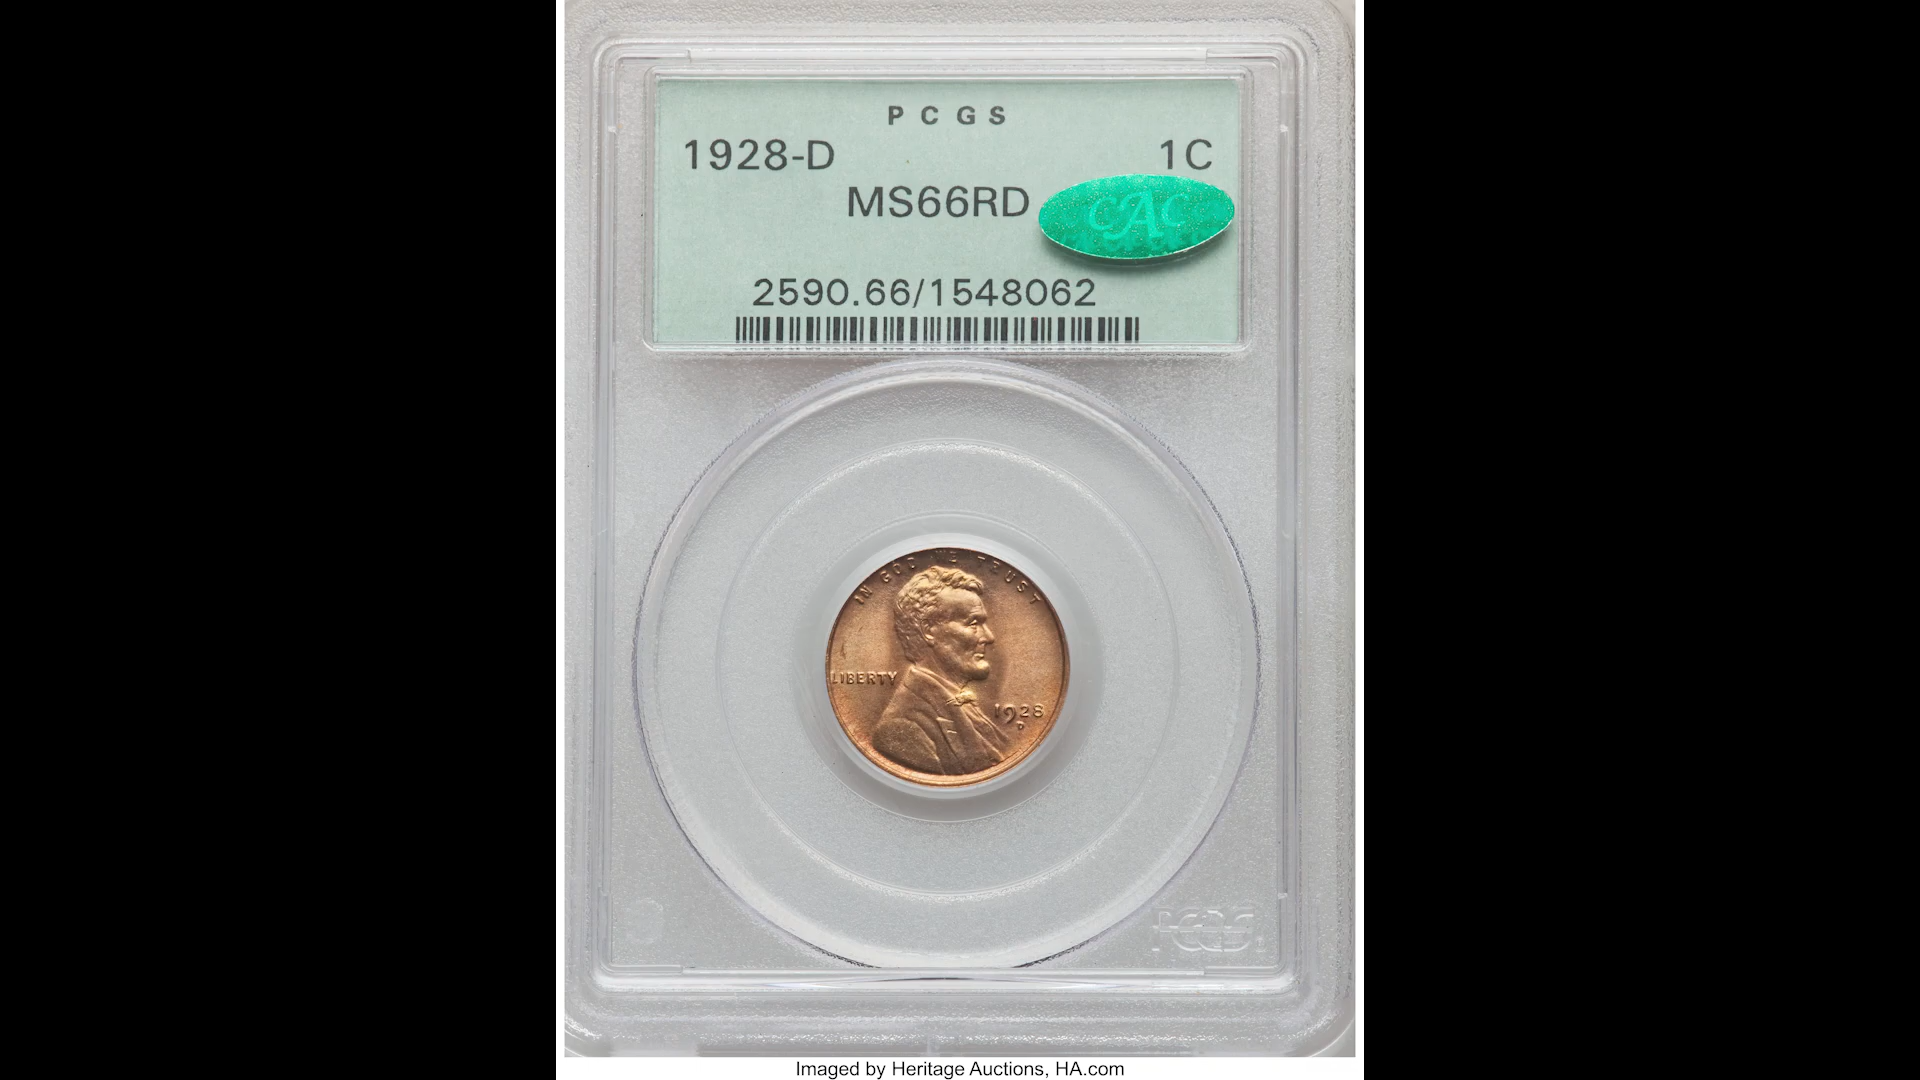 PCGS
1928-D 1C
MS66RD
CAC
2590.66/1548062
IN GOD WE TRUST
LIBERTY
1928
D
PCGS
Imaged by Heritage Auctions, HA.com